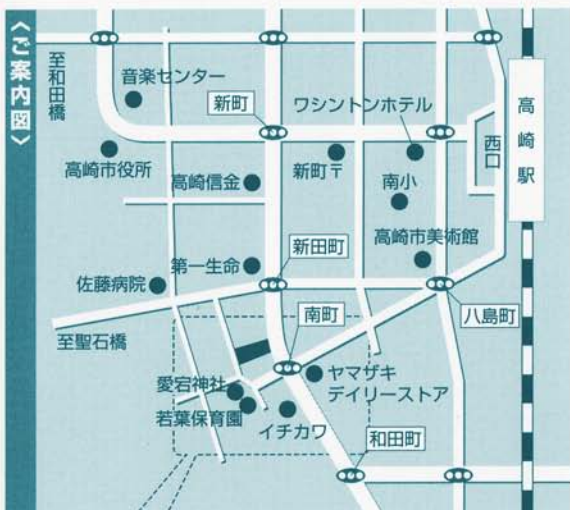 〈ご案内図〉
至和田橋
音楽センター
新町
ワシントンホテル
高崎駅
西口
高崎市役所
高崎信金
新町〒
南小
高崎市美術館
新田町
第一生命
佐藤病院
八島町
至聖石橋
南町
愛宕神社
若葉保育園
ヤマザキ
デイリーストア
イチカワ
和田町